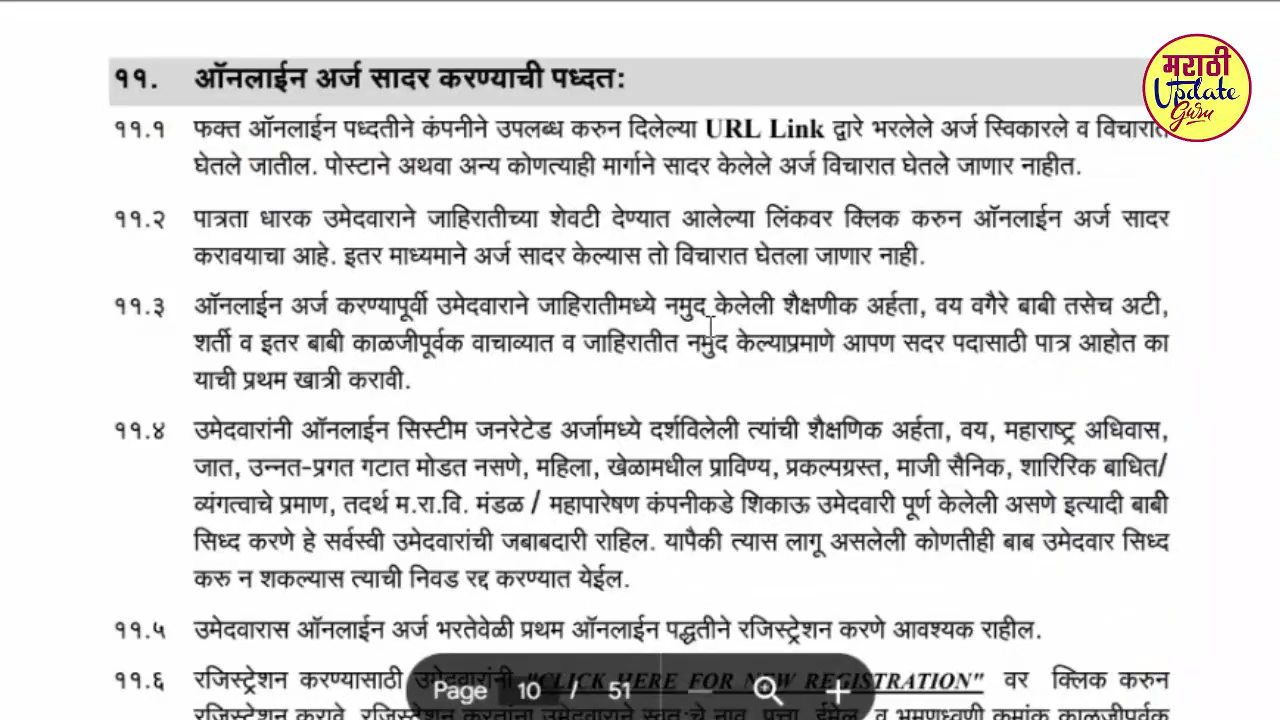 मराठी
Update
Guru
११. ऑनलाईन अर्ज सादर करण्याची पध्दत:
११.१ फक्त ऑनलाईन पध्दतीने कंपनीने उपलब्ध करुन दिलेल्या URL Link द्वारे भरलेले अर्ज स्विकारले व विचारात
घेतले जातील. पोस्टाने अथवा अन्य कोणत्याही मार्गाने सादर केलेले अर्ज विचारात घेतले जाणार नाहीत.
११.२ पात्रता धारक उमेदवाराने जाहिरातीच्या शेवटी देण्यात आलेल्या लिंकवर क्लिक करुन ऑनलाईन अर्ज सादर
करावयाचा आहे. इतर माध्यमाने अर्ज सादर केल्यास तो विचारात घेतला जाणार नाही.
११.३ ऑनलाईन अर्ज करण्यापूर्वी उमेदवाराने जाहिरातीमध्ये नमुद केलेली शैक्षणीक अर्हता, वय वगैरे बाबी तसेच अटी,
शर्ती व इतर बाबी काळजीपूर्वक वाचाव्यात व जाहिरातीत नमुद केल्याप्रमाणे आपण सदर पदासाठी पात्र आहोत का
याची प्रथम खात्री करावी.
११.४ उमेदवारांनी ऑनलाईन सिस्टीम जनरेटेड अर्जामध्ये दर्शविलेली त्यांची शैक्षणिक अर्हता, वय, महाराष्ट्र अधिवास,
जात, उन्नत-प्रगत गटात मोडत नसणे, महिला, खेळामधील प्राविण्य, प्रकल्पग्रस्त, माजी सैनिक, शारिरिक बाधित/
व्यंगत्वाचे प्रमाण, तदर्थ म.रा.वि. मंडळ / महापारेषण कंपनीकडे शिकाऊ उमेदवारी पूर्ण केलेली असणे इत्यादी बाबी
सिध्द करणे हे सर्वस्वी उमेदवारांची जबाबदारी राहिल. यापैकी त्यास लागू असलेली कोणतीही बाब उमेदवार सिध्द
करू न शकल्यास त्याची निवड रद्द करण्यात येईल.
११.५ उमेदवारास ऑनलाईन अर्ज भरतेवेळी प्रथम ऑनलाईन पद्धतीने रजिस्ट्रेशन करणे आवश्यक राहील.
११.६ रजिस्ट्रेशन करण्यासाठी उमेदवारांनी "CLICK HERE FOR NEW REGISTRATION" वर क्लिक करुन
Page 10 / 51